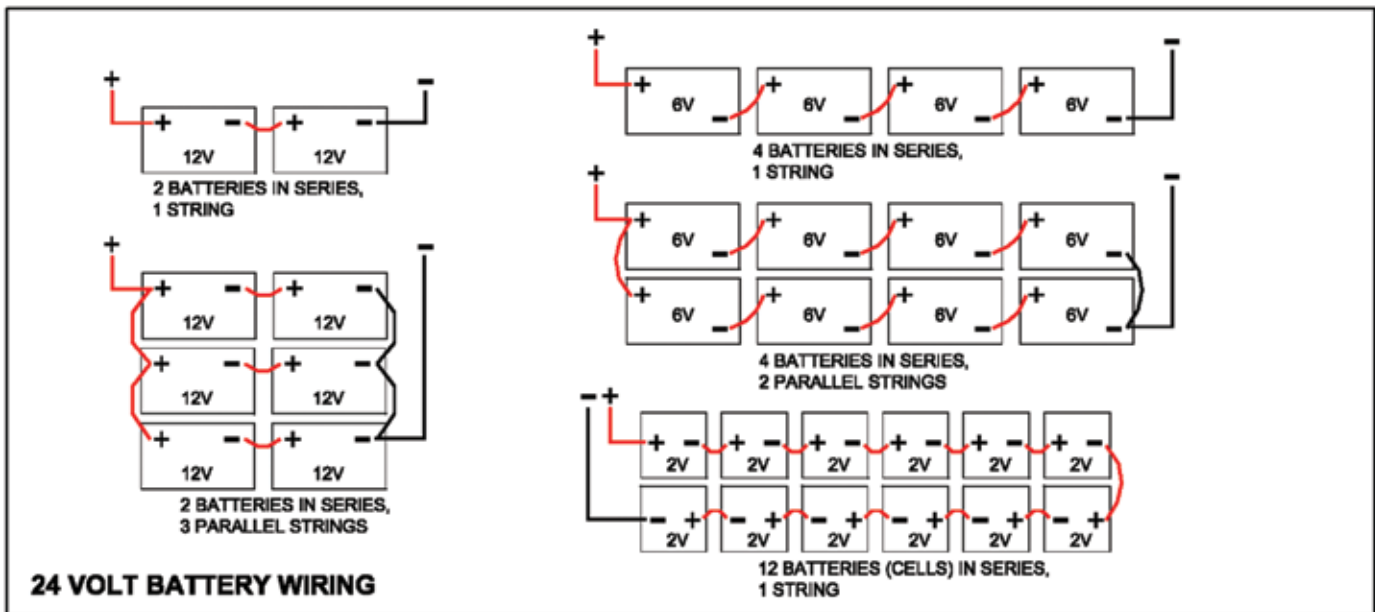 + −
+ − + −
12V 12V
2 BATTERIES IN SERIES,
1 STRING
+ −
+ − + −
12V 12V
+ − + −
12V 12V
+ − + −
12V 12V
2 BATTERIES IN SERIES,
3 PARALLEL STRINGS
24 VOLT BATTERY WIRING
+ −
+ + + +
6V 6V 6V 6V
− − − −
4 BATTERIES IN SERIES,
1 STRING
+ −
+ + + +
6V 6V 6V 6V
− − − −
+ + + +
6V 6V 6V 6V
− − − −
4 BATTERIES IN SERIES,
2 PARALLEL STRINGS
− +
+ − + − + − + − + − + −
2V 2V 2V 2V 2V 2V
− + − + − + − + − + − +
2V 2V 2V 2V 2V 2V
12 BATTERIES (CELLS) IN SERIES,
1 STRING